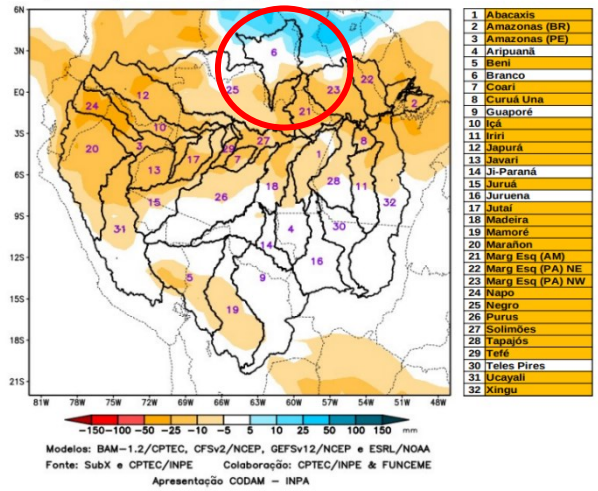 6N
3N
EQ
3S
6S
9S
12S
15S
18S
21S
81W 78W 75W 72W 69W 66W 63W 60W 57W 54W 51W 48W
6
25
12
22
23
24
21
2
10
20
3
29
27
8
17
7
1
13
26
18
28
11
15
32
31
4
30
14
16
5
9
19
-150 -100 -50 -25 -10 -5 5 10 25 50 100 150 mm
Modelos: BAM-1.2/CPTEC, CFSv2/NCEP, GEFSv12/NCEP e ESRL/NOAA
Fonte: SubX e CPTEC/INPE Colaboração: CPTEC/INPE & FUNCEME
Apresentação CODAM - INPA
1 Abacaxis
2 Amazonas (BR)
3 Amazonas (PE)
4 Aripuanã
5 Beni
6 Branco
7 Coari
8 Curuá Una
9 Guaporé
10 Içá
11 Iriri
12 Japurá
13 Javari
14 Ji-Paraná
15 Juruá
16 Juruena
17 Jutaí
18 Madeira
19 Mamoré
20 Marañon
21 Marg Esq (AM)
22 Marg Esq (PA) NE
23 Marg Esq (PA) NW
24 Napo
25 Negro
26 Purus
27 Solimões
28 Tapajós
29 Tefé
30 Teles Pires
31 Ucayali
32 Xingu